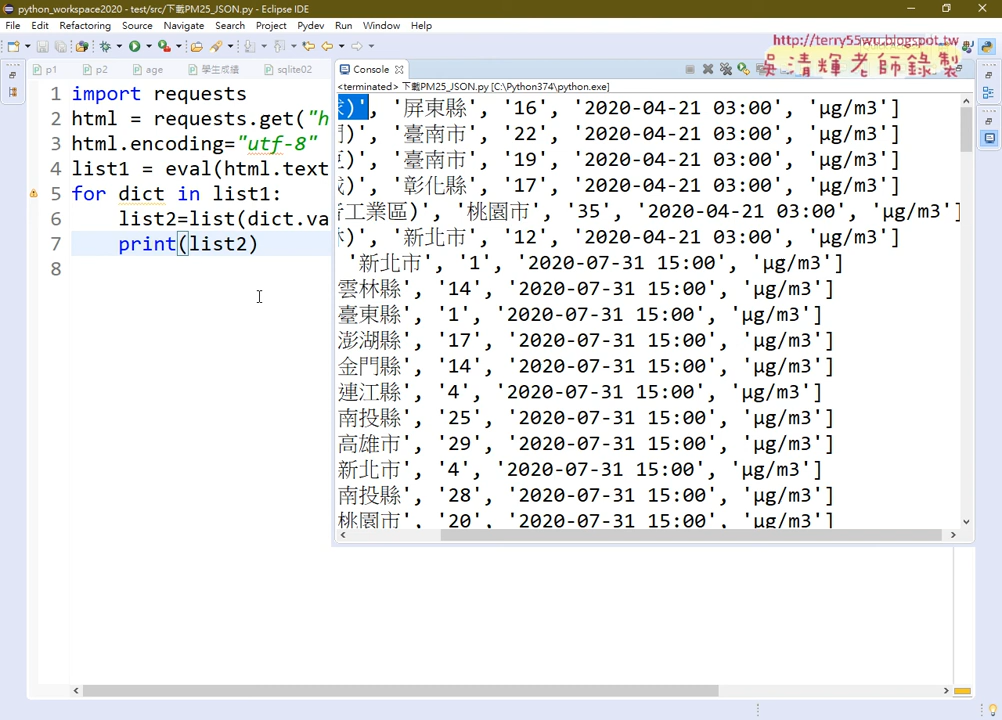 python_workspace2020 - test/src/下載PM25_JSON.py - Eclipse IDE
File Edit Refactoring Source Navigate Search Project Pydev Run Window Help
http://terry55wu.blogspot.tw
吳清輝老師錄製
p1 p2 age 學生成績 sqlite02 Console
<terminated> 下載PM25_JSON.py [C:\Python374\python.exe]
1 import requests
2 html = requests.get("h
3 html.encoding="utf-8"
4 list1 = eval(html.text
5 for dict in list1:
6 list2=list(dict.va
7 print(list2)
8
)', '屏東縣', '16', '2020-04-21 03:00', 'μg/m3']
)', '臺南市', '22', '2020-04-21 03:00', 'μg/m3']
)', '臺南市', '19', '2020-04-21 03:00', 'μg/m3']
)', '彰化縣', '17', '2020-04-21 03:00', 'μg/m3']
工業區)', '桃園市', '35', '2020-04-21 03:00', 'μg/m3']
)', '新北市', '12', '2020-04-21 03:00', 'μg/m3']
'新北市', '1', '2020-07-31 15:00', 'μg/m3']
雲林縣', '14', '2020-07-31 15:00', 'μg/m3']
臺東縣', '1', '2020-07-31 15:00', 'μg/m3']
澎湖縣', '17', '2020-07-31 15:00', 'μg/m3']
金門縣', '14', '2020-07-31 15:00', 'μg/m3']
連江縣', '4', '2020-07-31 15:00', 'μg/m3']
南投縣', '25', '2020-07-31 15:00', 'μg/m3']
高雄市', '29', '2020-07-31 15:00', 'μg/m3']
新北市', '4', '2020-07-31 15:00', 'μg/m3']
南投縣', '28', '2020-07-31 15:00', 'μg/m3']
桃園市', '20', '2020-07-31 15:00', 'μg/m3']